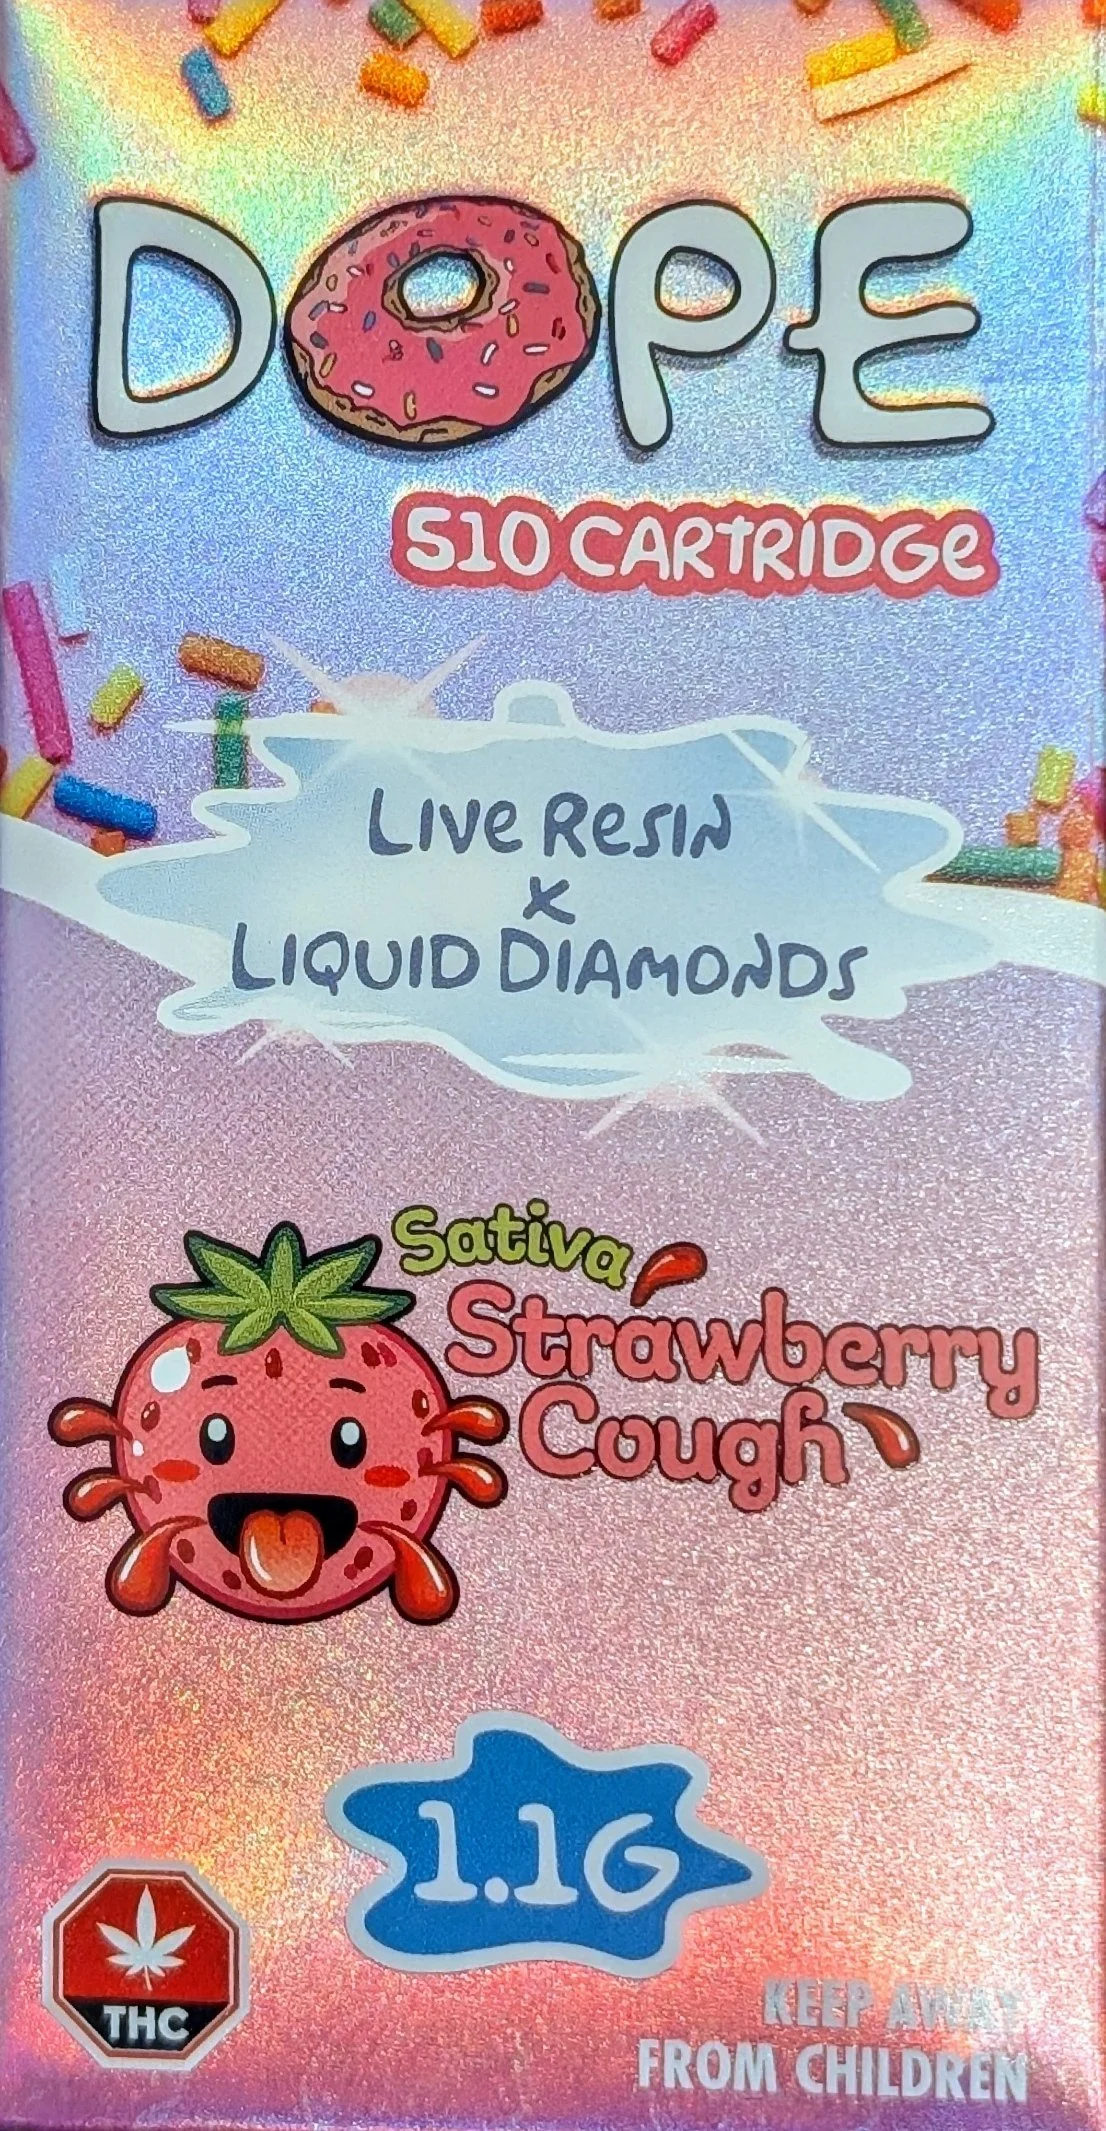 DOPE
510 CARTRIDGE
LIVE RESIN
X
LIQUID DIAMONDS
Sativa
Strawberry
Cough
1.1G
THC
KEEP AWAY
FROM CHILDREN